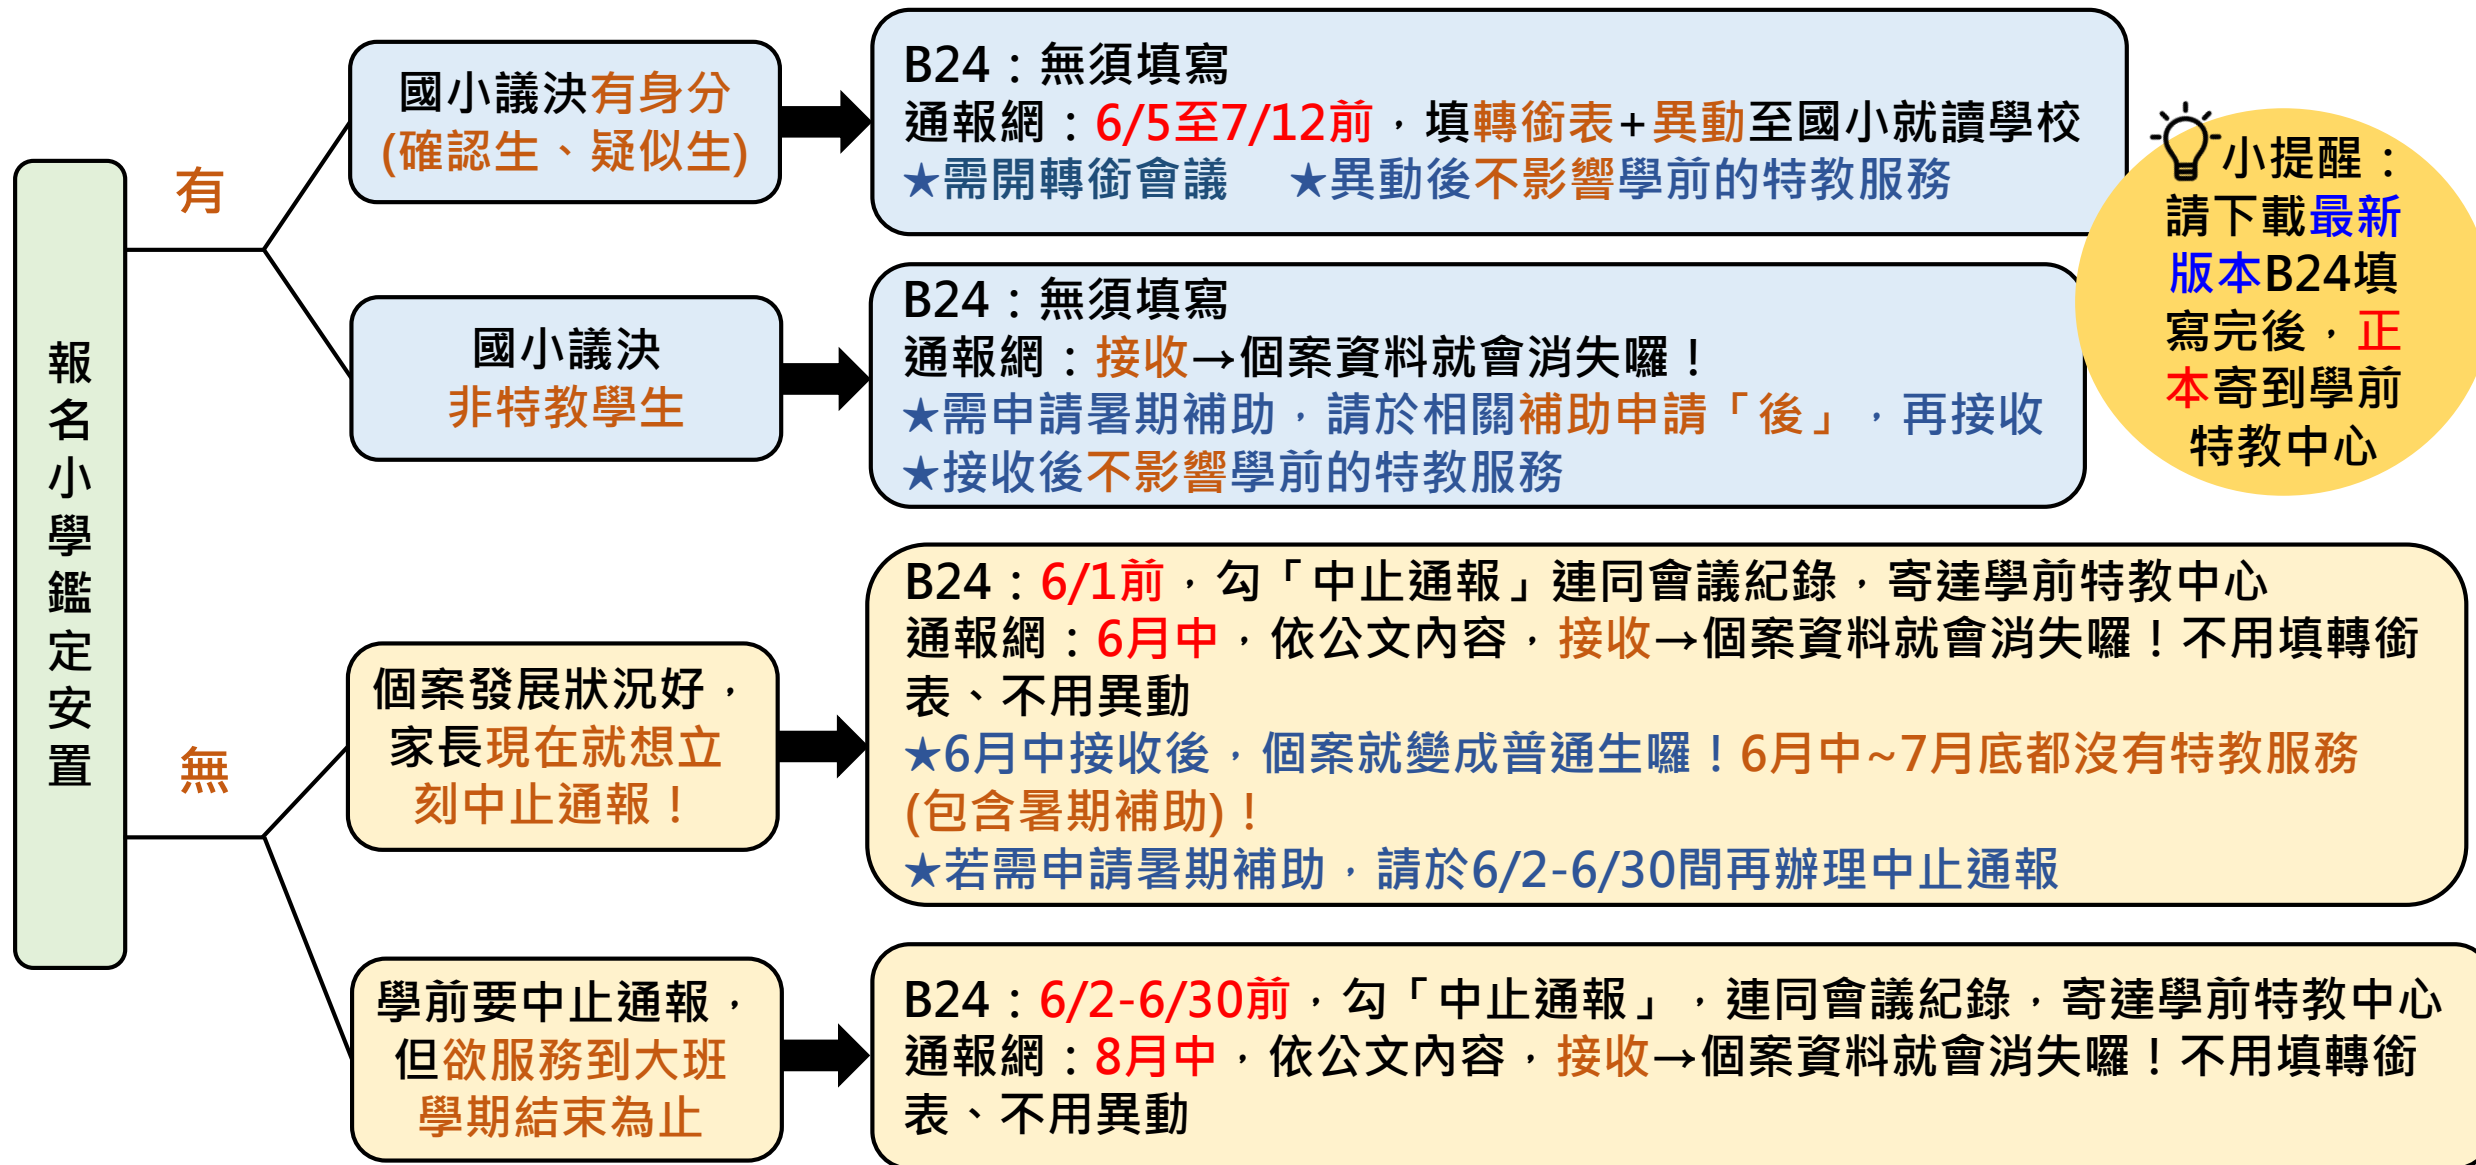 報名小學鑑定安置
有
國小議決有身分
(確認生、疑似生)
B24：無須填寫
通報網：6/5至7/12前，填轉銜表+異動至國小就讀學校
★需開轉銜會議　★異動後不影響學前的特教服務
國小議決
非特教學生
B24：無須填寫
通報網：接收→個案資料就會消失囉！
★需申請暑期補助，請於相關補助申請「後」，再接收
★接收後不影響學前的特教服務
小提醒：
請下載最新
版本B24填
寫完後，正
本寄到學前
特教中心
無
個案發展狀況好，
家長現在就想立
刻中止通報！
B24：6/1前，勾「中止通報」連同會議紀錄，寄達學前特教中心
通報網：6月中，依公文內容，接收→個案資料就會消失囉！不用填轉銜
表、不用異動
★6月中接收後，個案就變成普通生囉！6月中~7月底都沒有特教服務
(包含暑期補助)！
★若需申請暑期補助，請於6/2-6/30間再辦理中止通報
學前要中止通報，
但欲服務到大班
學期結束為止
B24：6/2-6/30前，勾「中止通報」，連同會議紀錄，寄達學前特教中心
通報網：8月中，依公文內容，接收→個案資料就會消失囉！不用填轉銜
表、不用異動